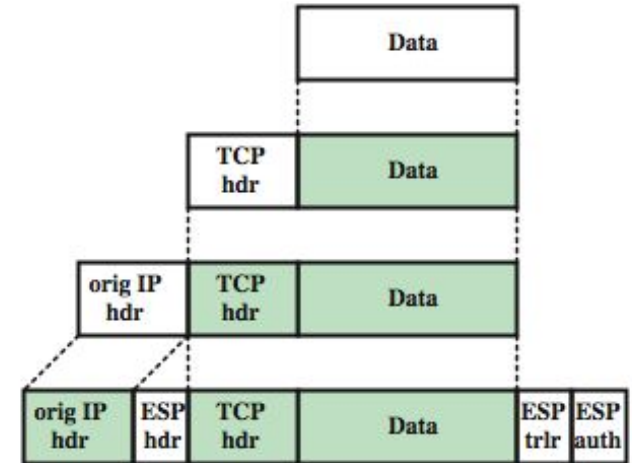 Data
TCP
hdr
Data
orig IP
hdr
TCP
hdr
Data
orig IP
hdr
ESP
hdr
TCP
hdr
Data
ESP
trlr
ESP
auth